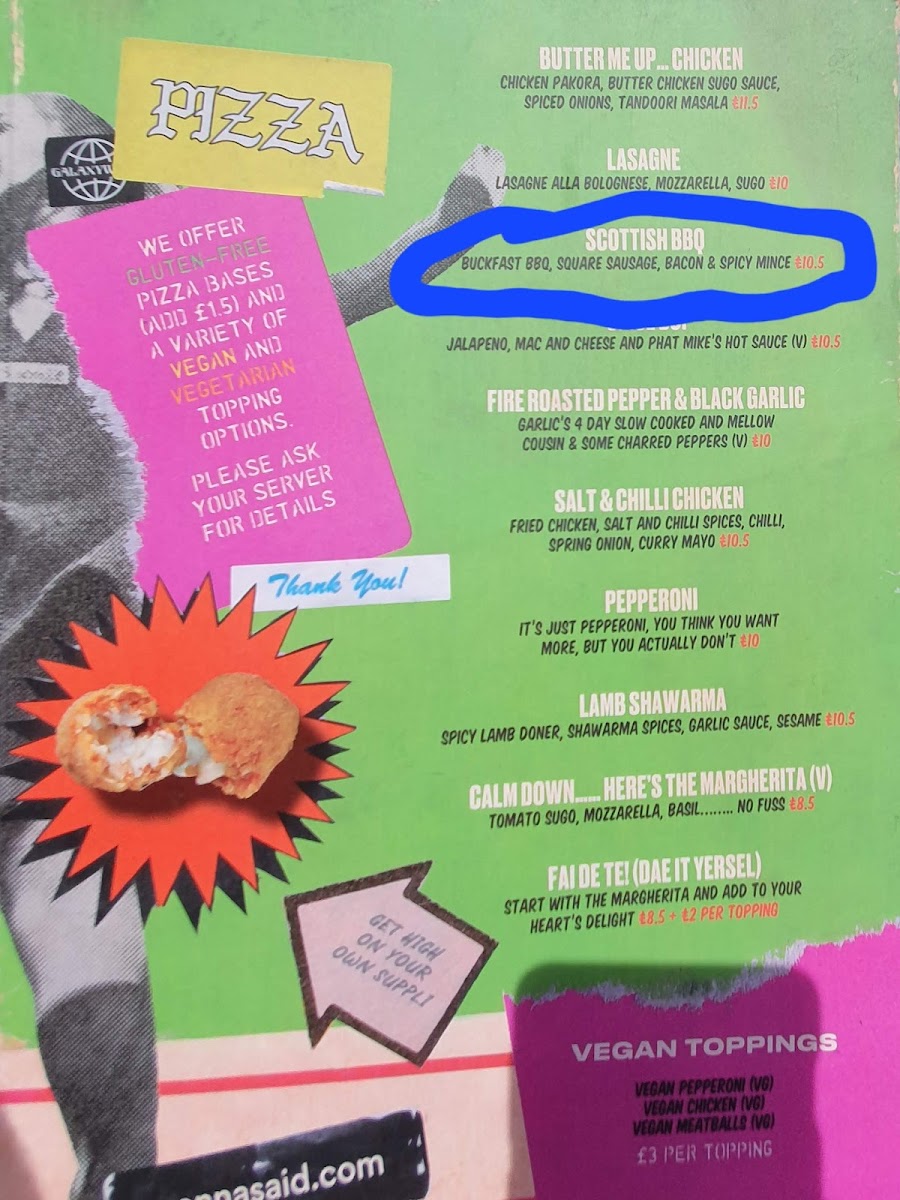 PIZZA
WE OFFER
GLUTEN-FREE
PIZZA BASES
(ADD £1.5) AND
A VARIETY OF
VEGAN AND
VEGETARIAN
TOPPING
OPTIONS.
PLEASE ASK
YOUR SERVER
FOR DETAILS
Thank You!
GET HIGH
ON YOUR
OWN SUPPLI
BUTTER ME UP... CHICKEN
CHICKEN PAKORA, BUTTER CHICKEN SUGO SAUCE,
SPICED ONIONS, TANDOORI MASALA £11.5
LASAGNE
LASAGNE ALLA BOLOGNESE, MOZZARELLA, SUGO £10
SCOTTISH BBQ
BUCKFAST BBQ, SQUARE SAUSAGE, BACON & SPICY MINCE £10.5
JALAPENO, MAC AND CHEESE AND PHAT MIKE'S HOT SAUCE (V) £10.5
FIRE ROASTED PEPPER & BLACK GARLIC
GARLIC'S 4 DAY SLOW COOKED AND MELLOW
COUSIN & SOME CHARRED PEPPERS (V) £10
SALT & CHILLI CHICKEN
FRIED CHICKEN, SALT AND CHILLI SPICES, CHILLI,
SPRING ONION, CURRY MAYO £10.5
PEPPERONI
IT'S JUST PEPPERONI, YOU THINK YOU WANT
MORE, BUT YOU ACTUALLY DON'T £10
LAMB SHAWARMA
SPICY LAMB DONER, SHAWARMA SPICES, GARLIC SAUCE, SESAME £10.5
CALM DOWN...... HERE'S THE MARGHERITA (V)
TOMATO SUGO, MOZZARELLA, BASIL........ NO FUSS £8.5
FAI DE TE! (DAE IT YERSEL)
START WITH THE MARGHERITA AND ADD TO YOUR
HEART'S DELIGHT £8.5 + £2 PER TOPPING
VEGAN TOPPINGS
VEGAN PEPPERONI (VG)
VEGAN CHICKEN (VG)
VEGAN MEATBALLS (VG)
£3 PER TOPPING